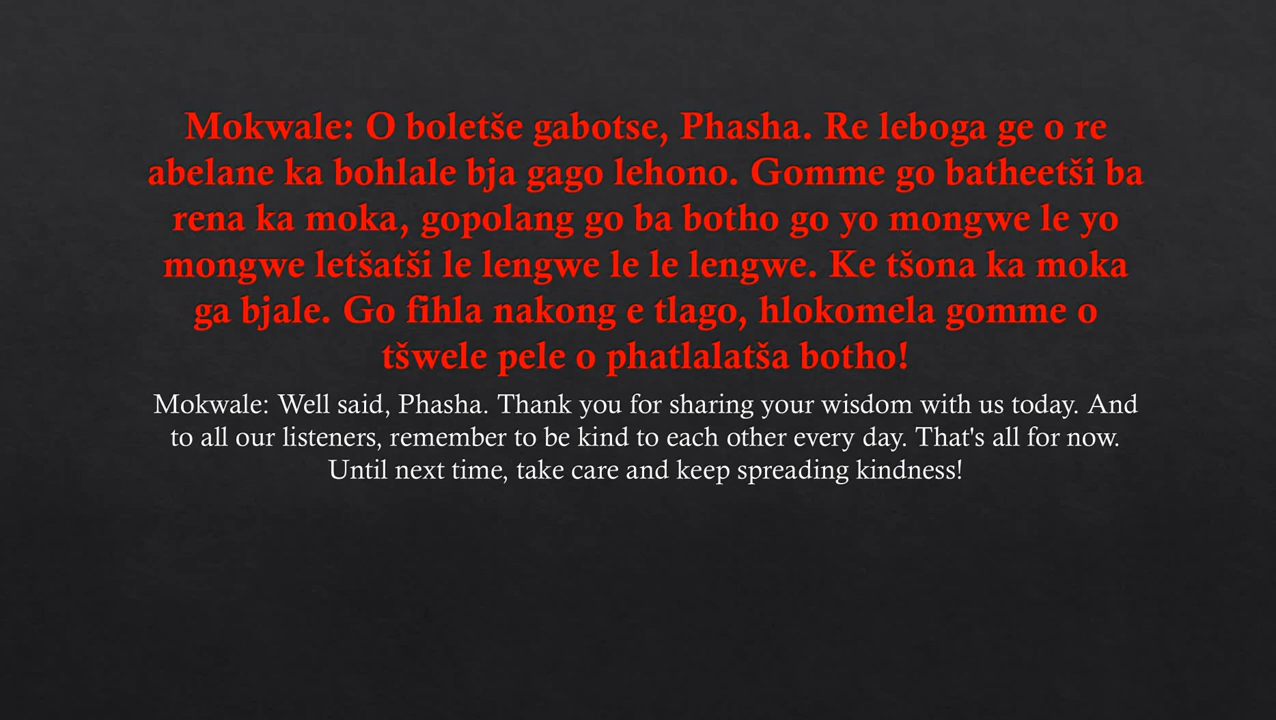 Mokwale: O boletše gabotse, Phasha. Re leboga ge o re
abelane ka bohlale bja gago lehono. Gomme go batheetši ba
rena ka moka, gopolang go ba botho go yo mongwe le yo
mongwe letšatši le lengwe le le lengwe. Ke tšona ka moka
ga bjale. Go fihla nakong e tlago, hlokomela gomme o
tšwele pele o phatlalatša botho!
Mokwale: Well said, Phasha. Thank you for sharing your wisdom with us today. And
to all our listeners, remember to be kind to each other every day. That's all for now.
Until next time, take care and keep spreading kindness!